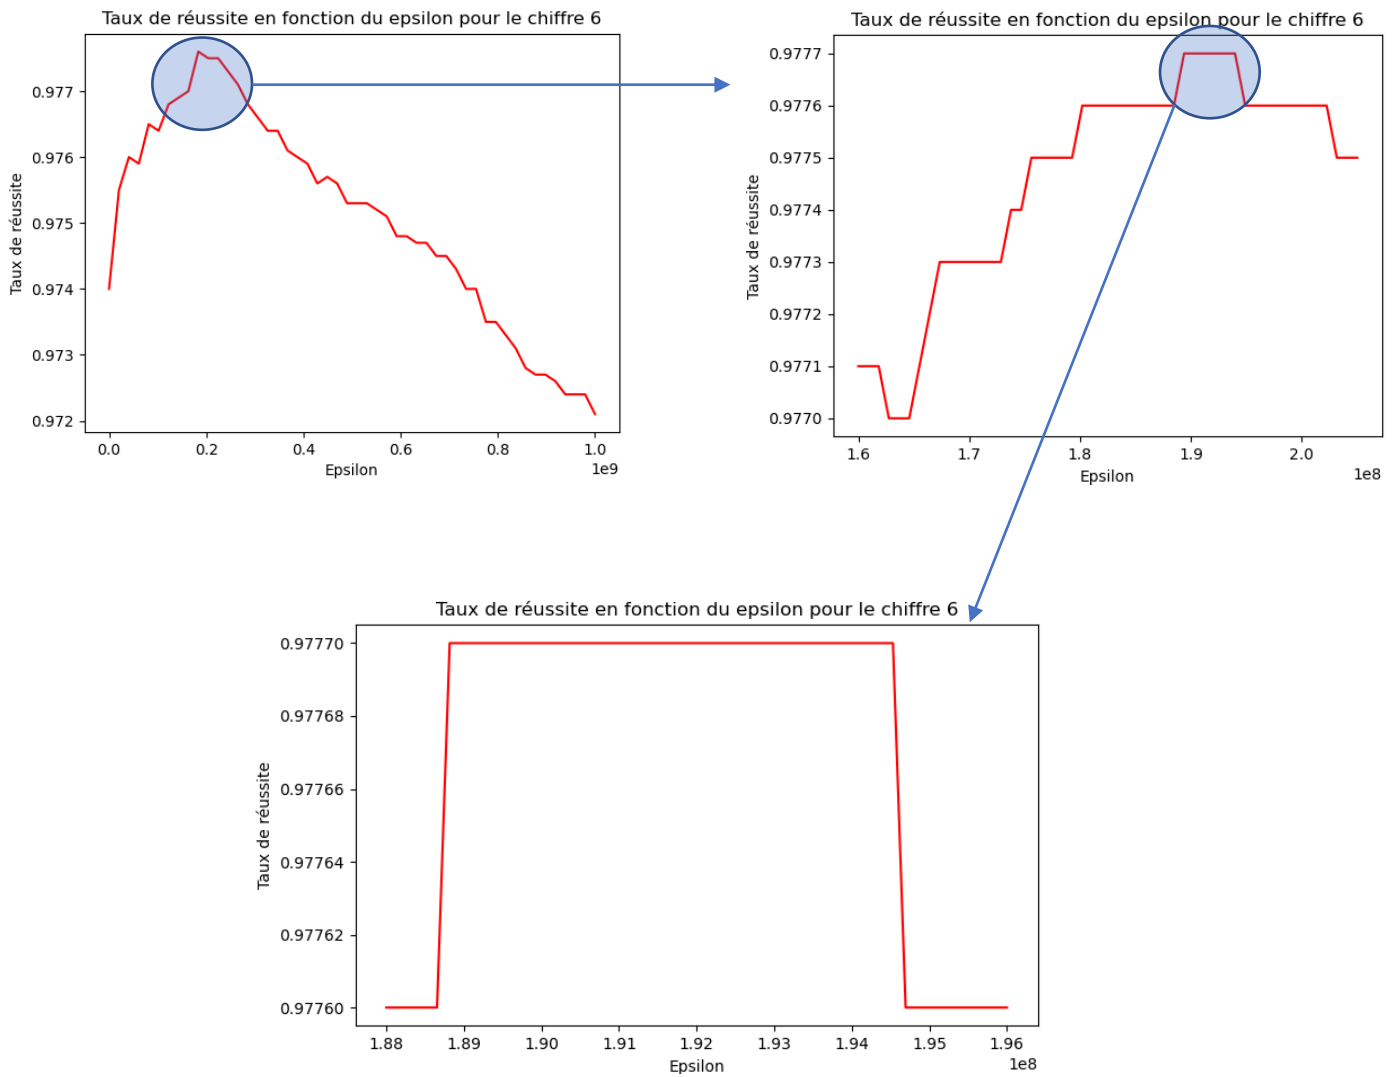 Taux de réussite en fonction du epsilon pour le chiffre 6
Taux de réussite
0.977
0.976
0.975
0.974
0.973
0.972
0.0 0.2 0.4 0.6 0.8 1.0
Epsilon
1e9
Taux de réussite en fonction du epsilon pour le chiffre 6
Taux de réussite
0.9777
0.9776
0.9775
0.9774
0.9773
0.9772
0.9771
0.9770
1.6 1.7 1.8 1.9 2.0
Epsilon
1e8
Taux de réussite en fonction du epsilon pour le chiffre 6
Taux de réussite
0.97770
0.97768
0.97766
0.97764
0.97762
0.97760
1.88 1.89 1.90 1.91 1.92 1.93 1.94 1.95 1.96
Epsilon
1e8